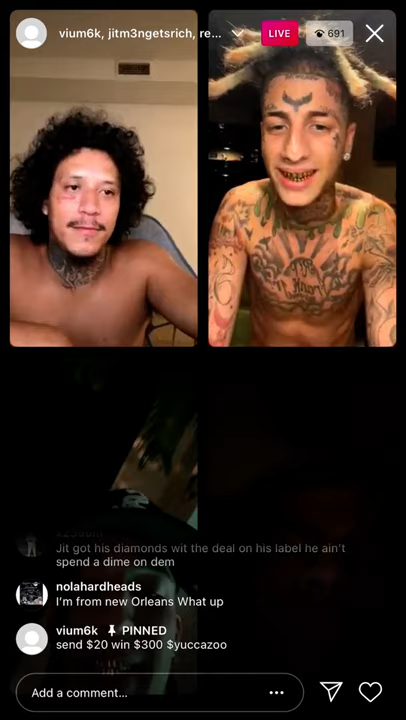 vium6k, jitm3ngetsrich, re...
LIVE
691
Jit got his diamonds wit the deal on his label he ain't
spend a dime on dem
nolahardheads
I'm from new Orleans What up
vium6k PINNED
send $20 win $300 $yuccazoo
Add a comment...